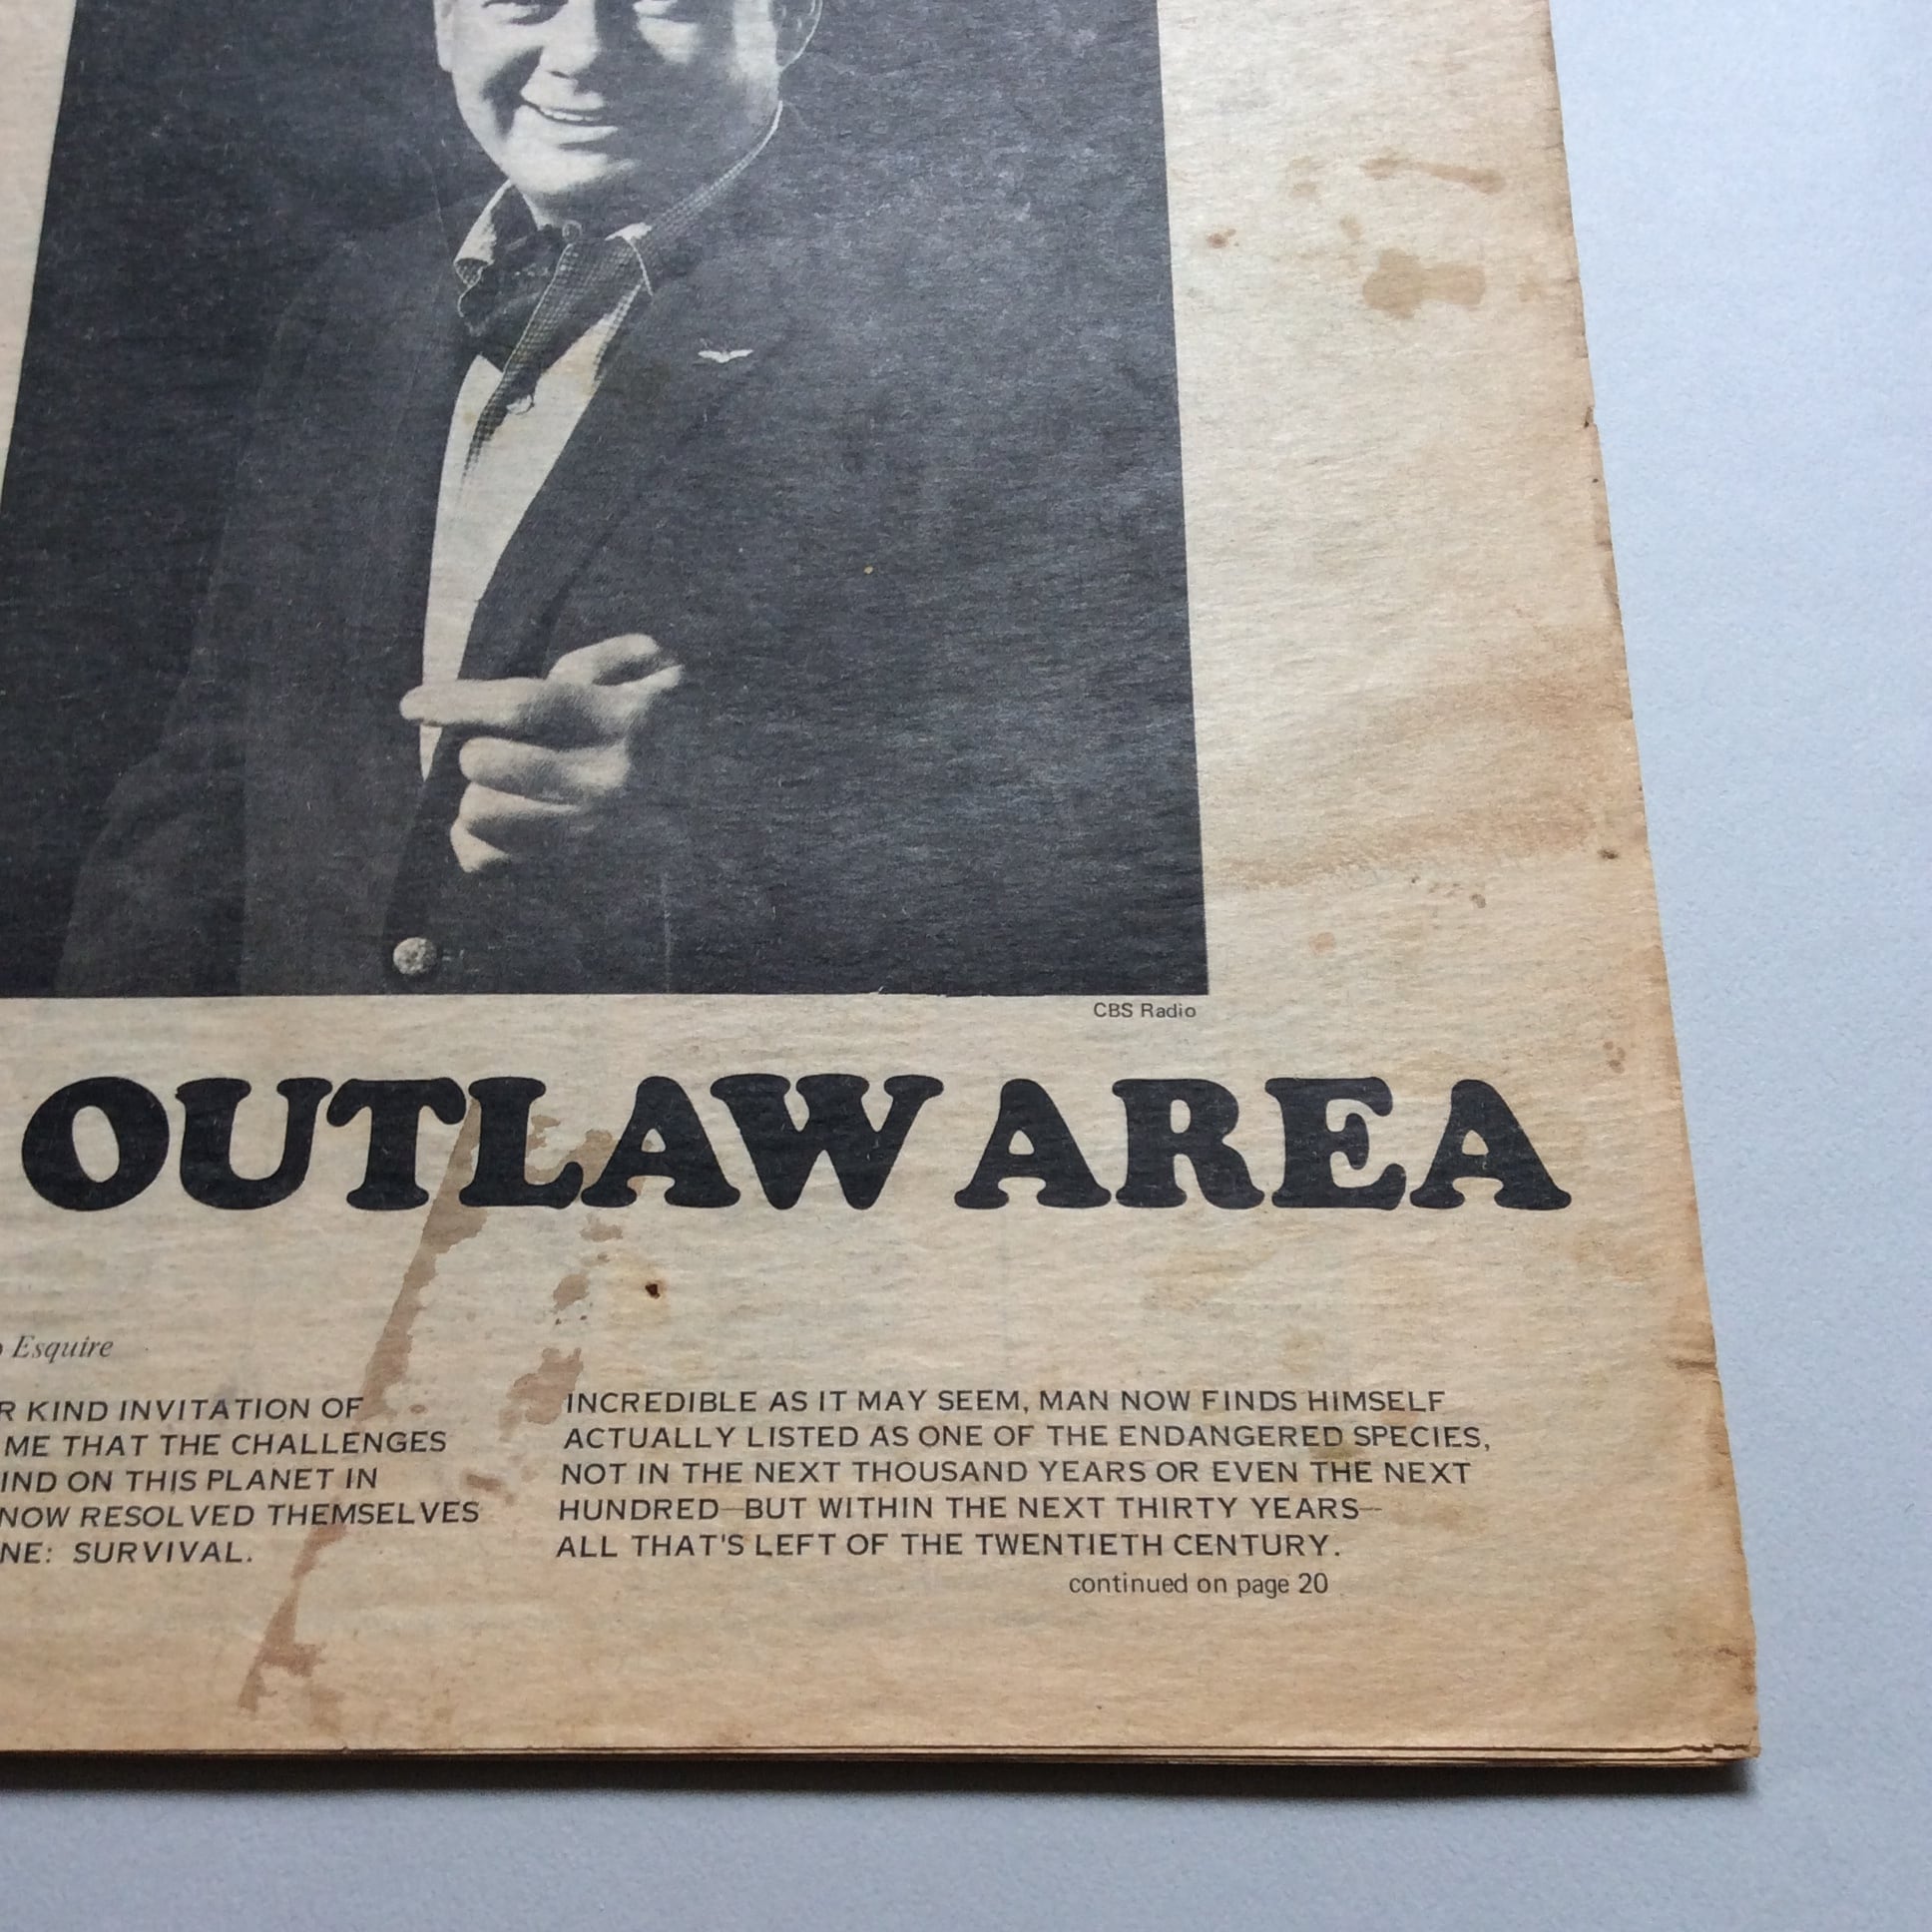 CBS Radio
OUTLAW AREA
Esquire
KIND INVITATION OF
ME THAT THE CHALLENGES
ON THIS PLANET IN
NOW RESOLVED THEMSELVES
SURVIVAL.
INCREDIBLE AS IT MAY SEEM, MAN NOW FINDS HIMSELF
ACTUALLY LISTED AS ONE OF THE ENDANGERED SPECIES,
NOT IN THE NEXT THOUSAND YEARS OR EVEN THE NEXT
HUNDRED—BUT WITHIN THE NEXT THIRTY YEARS—
ALL THAT'S LEFT OF THE TWENTIETH CENTURY.
continued on page 20